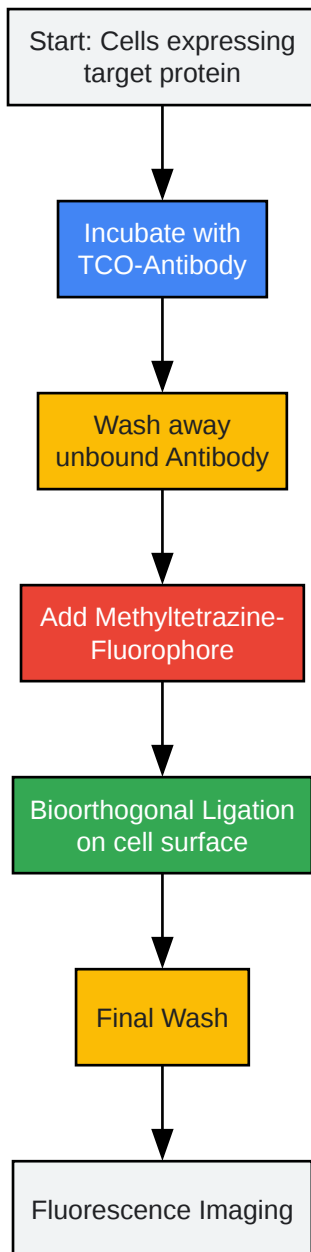 Start: Cells expressing
target protein
Incubate with
TCO-Antibody
Wash away
unbound Antibody
Add Methyltetrazine-
Fluorophore
Bioorthogonal Ligation
on cell surface
Final Wash
Fluorescence Imaging